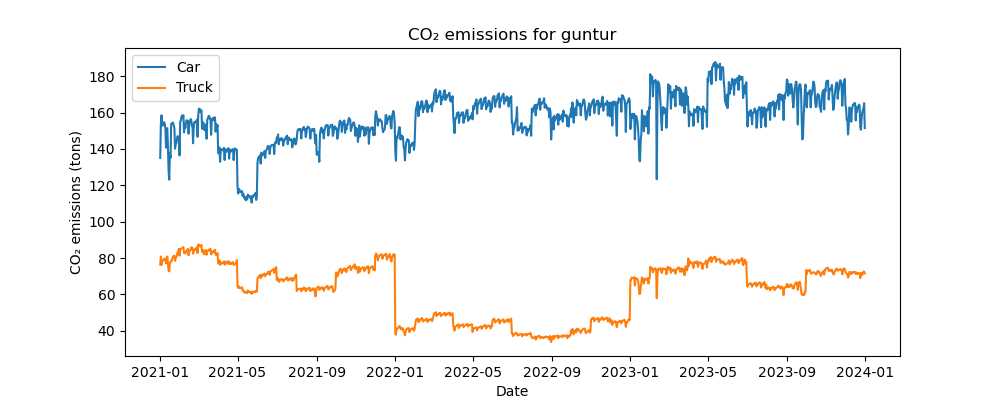 CO₂ emissions for guntur
Car
Truck
CO₂ emissions (tons)
180
160
140
120
100
80
60
40
2021-01 2021-05 2021-09 2022-01 2022-05 2022-09 2023-01 2023-05 2023-09 2024-01
Date